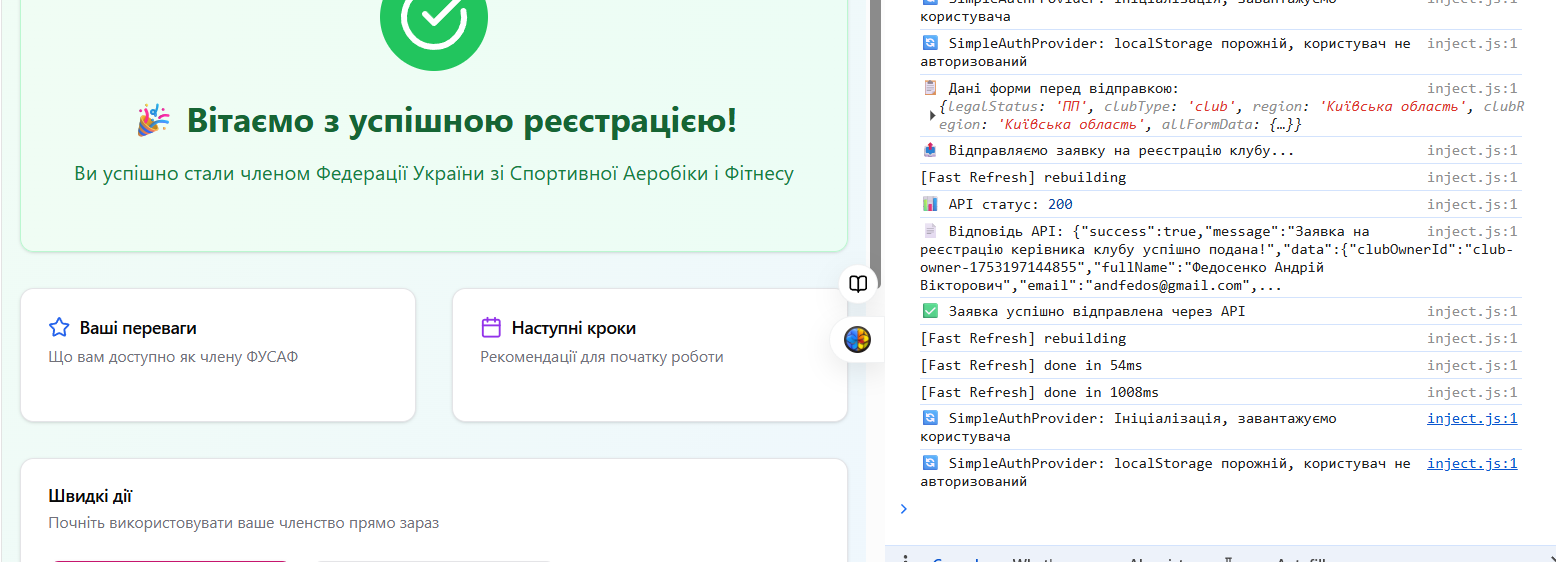 Вітаємо з успішною реєстрацією!
Ви успішно стали членом Федерації України зі Спортивної Аеробіки і Фітнесу
Ваші переваги
Що вам доступно як члену ФУСАФ
Наступні кроки
Рекомендації для початку роботи
Швидкі дії
Почніть використовувати ваше членство прямо зараз
SimpleAuthProvider: Ініціалізація, завантажуємо inject.js:1
користувача
SimpleAuthProvider: localStorage порожній, користувач не inject.js:1
авторизований
Дані форми перед відправкою: inject.js:1
{legalStatus: 'ПП', clubType: 'club', region: 'Київська область', clubR
egion: 'Київська область', allFormData: {…}}
Відправляємо заявку на реєстрацію клубу... inject.js:1
[Fast Refresh] rebuilding inject.js:1
API статус: 200 inject.js:1
Відповідь API: {"success":true,"message":"Заявка на inject.js:1
реєстрацію керівника клубу успішно подана!","data":{"clubOwnerId":"club-
owner-1753197144855","fullName":"Федосенко Андрій
Вікторович","email":"andfedos@gmail.com",...
Заявка успішно відправлена через API inject.js:1
[Fast Refresh] rebuilding inject.js:1
[Fast Refresh] done in 54ms inject.js:1
[Fast Refresh] done in 1008ms inject.js:1
SimpleAuthProvider: Ініціалізація, завантажуємо inject.js:1
користувача
SimpleAuthProvider: localStorage порожній, користувач не inject.js:1
авторизований